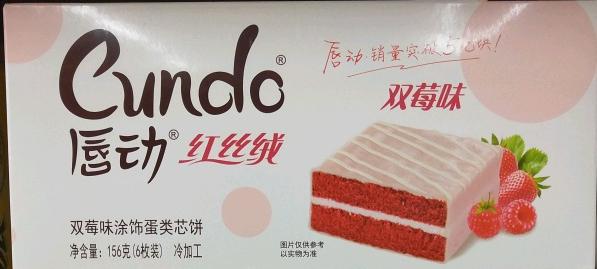 Cundo®
唇动®红丝绒
唇动·销量突破5亿块!
双莓味
双莓味涂饰蛋类芯饼
净含量：156克(6枚装) 冷加工
图片仅供参考
以实物为准